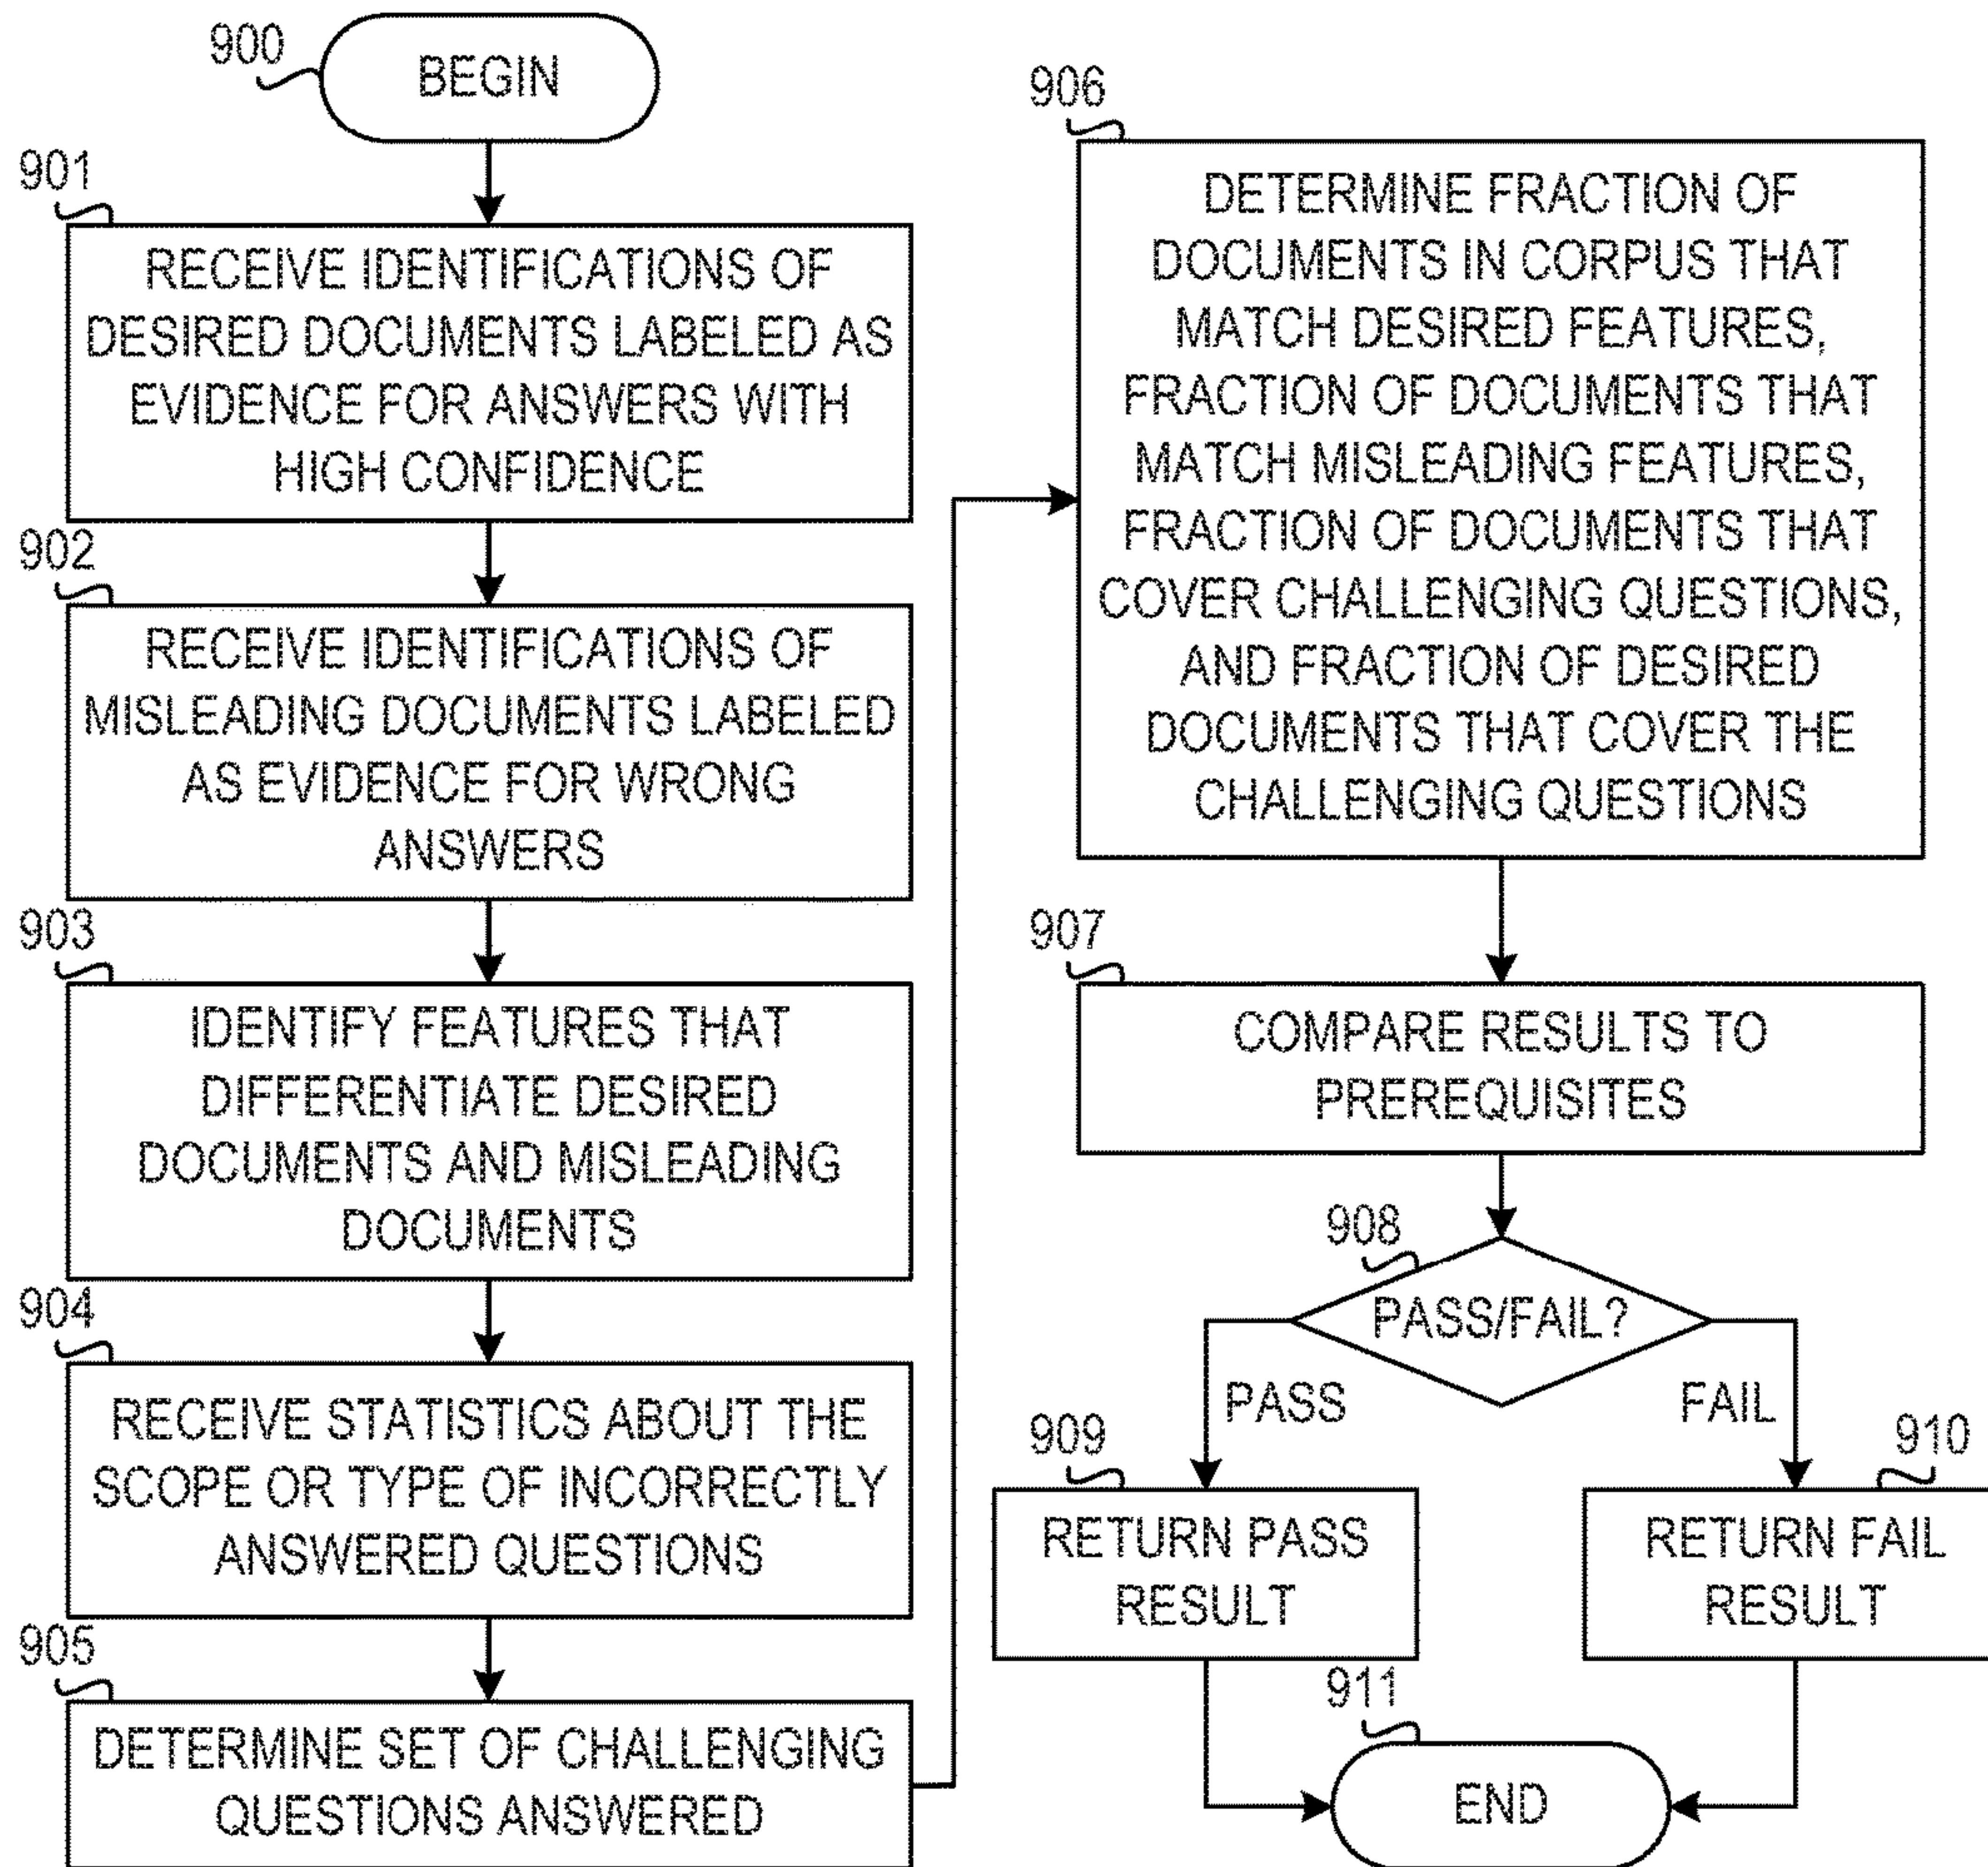 900
BEGIN
901
RECEIVE IDENTIFICATIONS OF
DESIRED DOCUMENTS LABELED AS
EVIDENCE FOR ANSWERS WITH
HIGH CONFIDENCE
902
RECEIVE IDENTIFICATIONS OF
MISLEADING DOCUMENTS LABELED
AS EVIDENCE FOR WRONG
ANSWERS
903
IDENTIFY FEATURES THAT
DIFFERENTIATE DESIRED
DOCUMENTS AND MISLEADING
DOCUMENTS
904
RECEIVE STATISTICS ABOUT THE
SCOPE OR TYPE OF INCORRECTLY
ANSWERED QUESTIONS
905
DETERMINE SET OF CHALLENGING
QUESTIONS ANSWERED
906
DETERMINE FRACTION OF
DOCUMENTS IN CORPUS THAT
MATCH DESIRED FEATURES,
FRACTION OF DOCUMENTS THAT
MATCH MISLEADING FEATURES,
FRACTION OF DOCUMENTS THAT
COVER CHALLENGING QUESTIONS,
AND FRACTION OF DESIRED
DOCUMENTS THAT COVER THE
CHALLENGING QUESTIONS
907
COMPARE RESULTS TO
PREREQUISITES
908
PASS/FAIL?
PASS
FAIL
909
RETURN PASS
RESULT
910
RETURN FAIL
RESULT
911
END